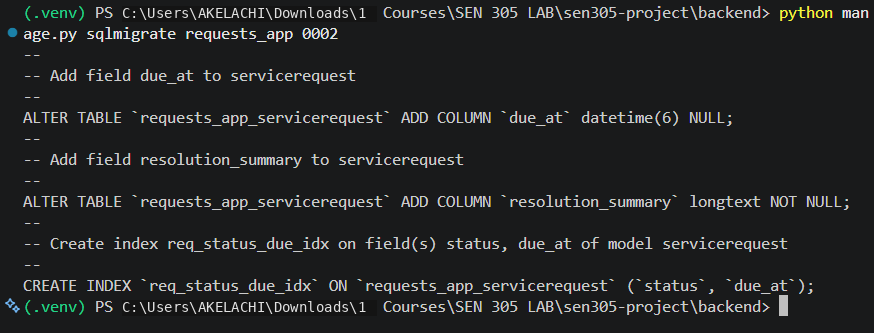 (.venv) PS C:\Users\AKELACHI\Downloads\1 Courses\SEN 305 LAB\sen305-project\backend> python man
age.py sqlmigrate requests_app 0002
--
-- Add field due_at to servicerequest
--
ALTER TABLE `requests_app_servicerequest` ADD COLUMN `due_at` datetime(6) NULL;
--
-- Add field resolution_summary to servicerequest
--
ALTER TABLE `requests_app_servicerequest` ADD COLUMN `resolution_summary` longtext NOT NULL;
--
-- Create index req_status_due_idx on field(s) status, due_at of model servicerequest
--
CREATE INDEX `req_status_due_idx` ON `requests_app_servicerequest` (`status`, `due_at`);
(.venv) PS C:\Users\AKELACHI\Downloads\1 Courses\SEN 305 LAB\sen305-project\backend>